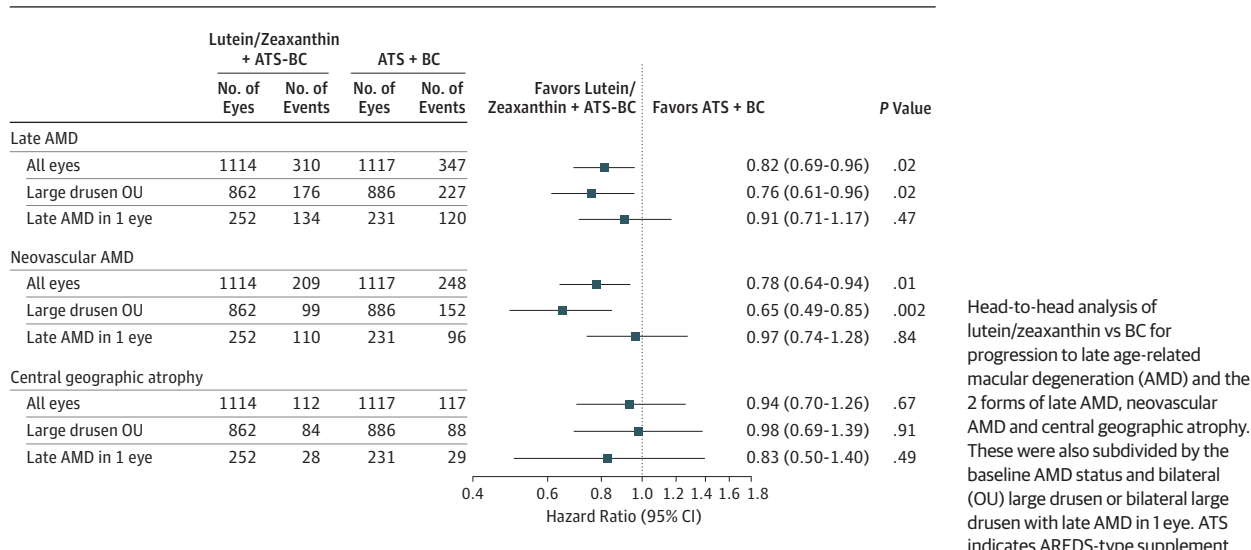 Lutein/Zeaxanthin
+ ATS-BC ATS + BC
No. of Eyes No. of Events No. of Eyes No. of Events Favors Lutein/
Zeaxanthin + ATS-BC Favors ATS + BC P Value
Late AMD
All eyes 1114 310 1117 347 0.82 (0.69-0.96) .02
Large drusen OU 862 176 886 227 0.76 (0.61-0.96) .02
Late AMD in 1 eye 252 134 231 120 0.91 (0.71-1.17) .47
Neovascular AMD
All eyes 1114 209 1117 248 0.78 (0.64-0.94) .01
Large drusen OU 862 99 886 152 0.65 (0.49-0.85) .002
Late AMD in 1 eye 252 110 231 96 0.97 (0.74-1.28) .84
Central geographic atrophy
All eyes 1114 112 1117 117 0.94 (0.70-1.26) .67
Large drusen OU 862 84 886 88 0.98 (0.69-1.39) .91
Late AMD in 1 eye 252 28 231 29 0.83 (0.50-1.40) .49
0.4 0.6 0.8 1.0 1.2 1.4 1.6 1.8
Hazard Ratio (95% CI)
Head-to-head analysis of
lutein/zeaxanthin vs BC for
progression to late age-related
macular degeneration (AMD) and the
2 forms of late AMD, neovascular
AMD and central geographic atrophy.
These were also subdivided by the
baseline AMD status and bilateral
(OU) large drusen or bilateral large
drusen with late AMD in 1 eye. ATS
indicates AREDS-type supplement